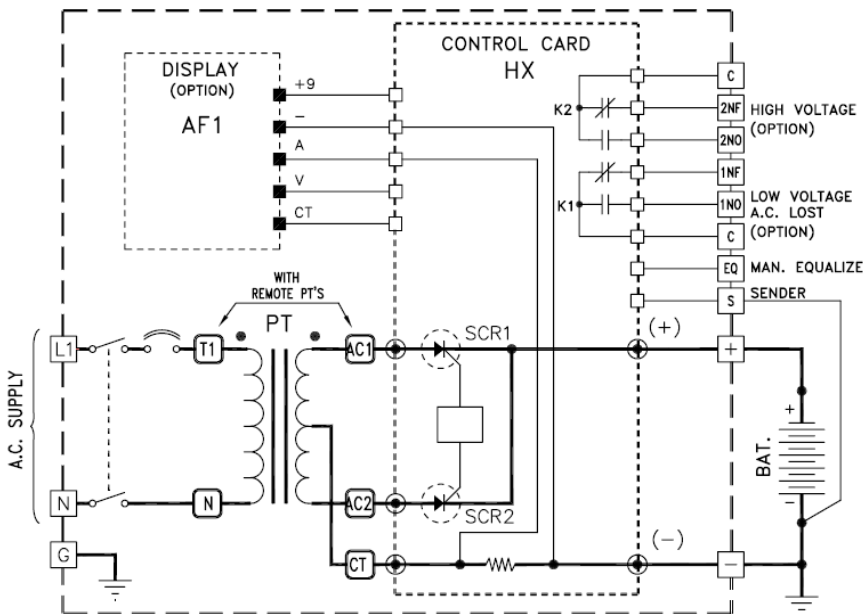 DISPLAY
(OPTION)
AF1
+9
–
A
V
CT
CONTROL CARD
HX
K2
K1
C
2NF
2NO
HIGH VOLTAGE
(OPTION)
1NF
1NO
C
LOW VOLTAGE
A.C. LOST
(OPTION)
EQ
MAN. EQUALIZE
S
SENDER
WITH
REMOTE PT'S
PT
A.C. SUPPLY
L1
T1
AC1
SCR1
(+)
+
N
N
AC2
SCR2
+
BAT.
–
G
CT
(–)
–